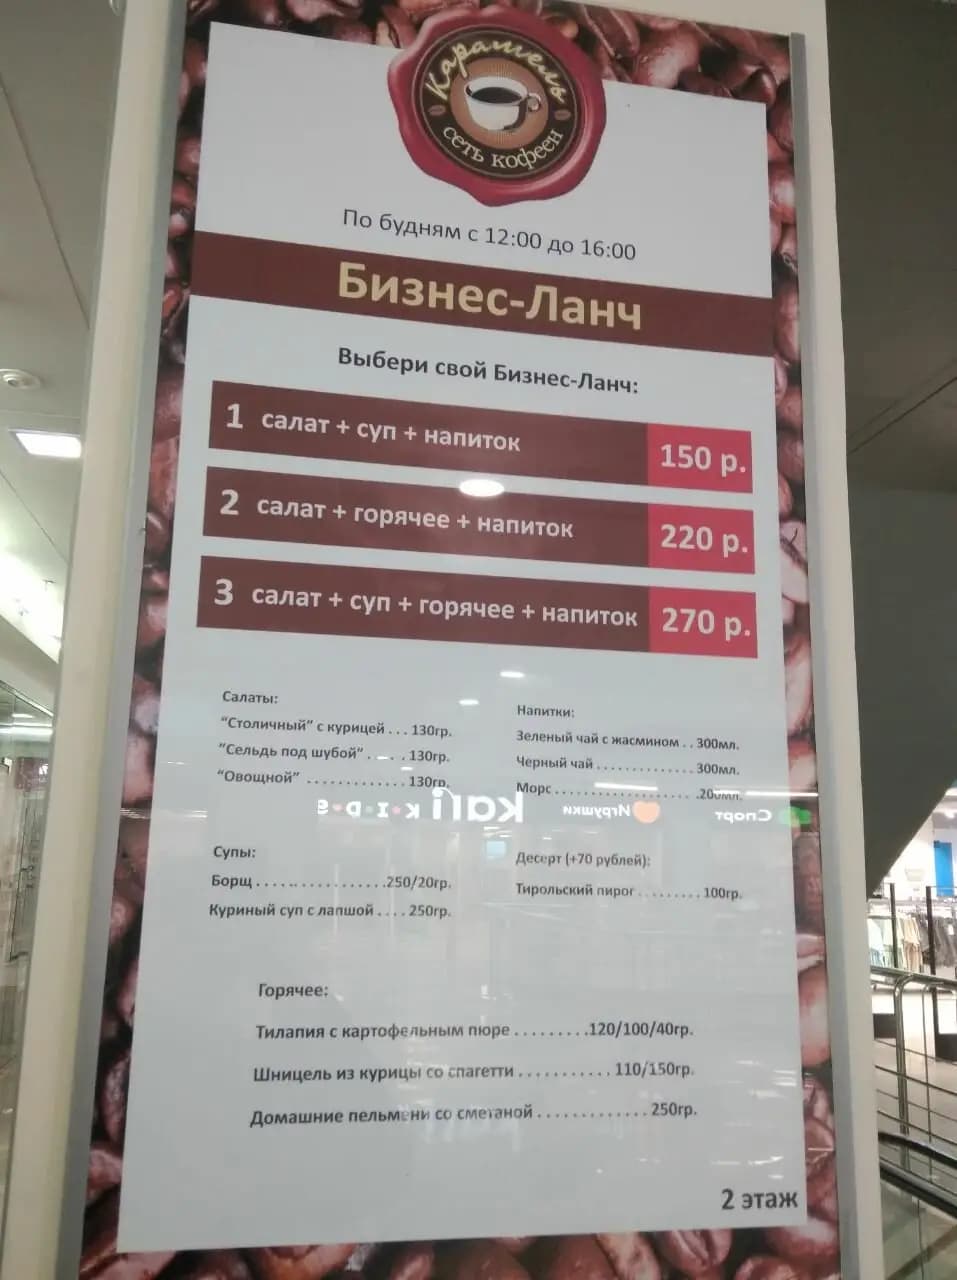 Карамель
сеть кофеен
По будням с 12:00 до 16:00
Бизнес-Ланч
Выбери свой Бизнес-Ланч:
1 салат + суп + напиток 150 р.
2 салат + горячее + напиток 220 р.
3 салат + суп + горячее + напиток 270 р.
Салаты:
“Столичный” с курицей . . . 130гр.
“Сельдь под шубой” . . . . 130гр.
“Овощной” . . . . . . . . . . . . 130гр.
Напитки:
Зеленый чай с жасмином . . 300мл.
Черный чай . . . . . . . . . . . . . 300мл.
Морс . . . . . . . . . . . . . . . . . . .200мл.
kari KIDS
Игрушки
Спорт
Супы:
Борщ . . . . . . . . . . . . . . . . .250/20гр.
Куриный суп с лапшой . . . . 250гр.
Десерт (+70 рублей):
Тирольский пирог . . . . . . . . . 100гр.
Горячее:
Тилапия с картофельным пюре . . . . . . . . .120/100/40гр.
Шницель из курицы со спагетти . . . . . . . . . . . 110/150гр.
Домашние пельмени со сметаной . . . . . . . . . . . . . 250гр.
2 этаж